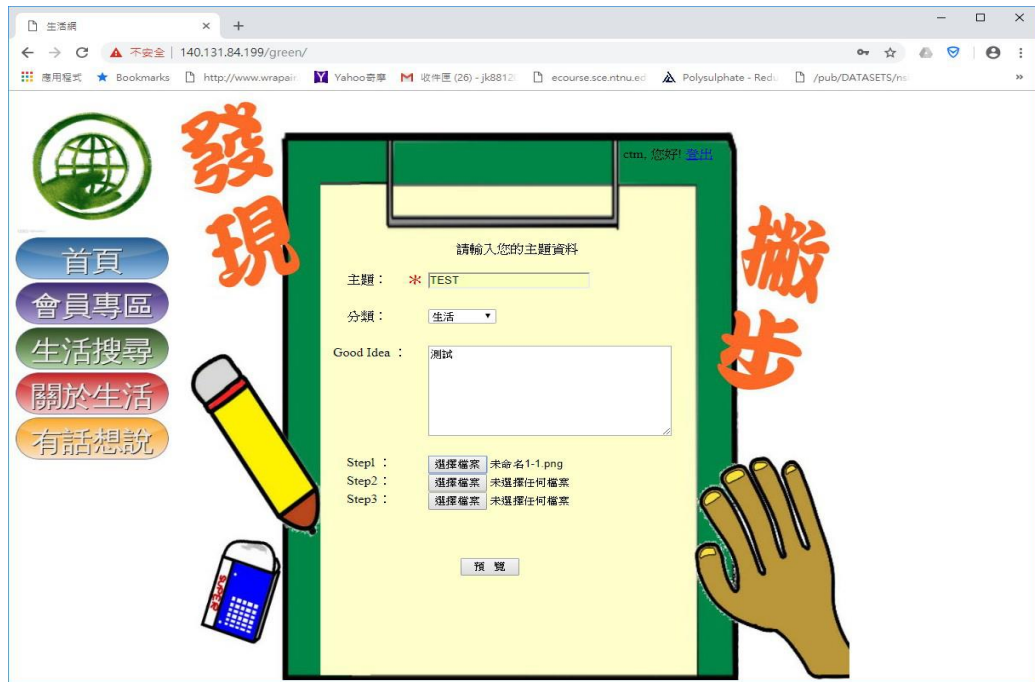 生活網
不安全 | 140.131.84.199/green/
應用程式 Bookmarks http://www.wrapair Yahoo奇摩 收件匣 (26) - jk8812 ecourse.sce.ntnu.ed Polysulphate - Redu /pub/DATASETS/ns
發現
撇步
ctm, 您好! 登出
首頁
會員專區
生活搜尋
關於生活
有話想說
請輸入您的主題資料
主題: * TEST
分類: 生活
Good Idea : 測試
Step1 : 選擇檔案 未命名1-1.png
Step2 : 選擇檔案 未選擇任何檔案
Step3 : 選擇檔案 未選擇任何檔案
預 覽
SUPER